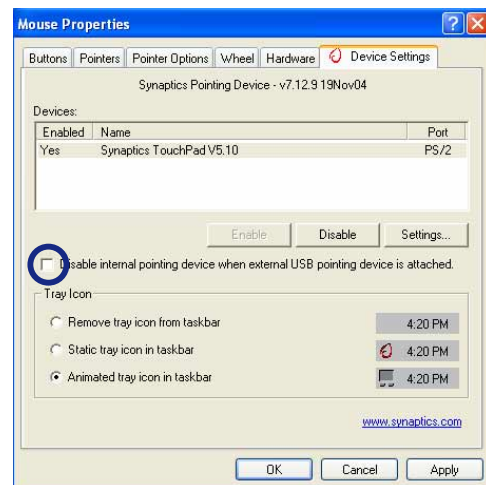 Mouse Properties
Buttons Pointers Pointer Options Wheel Hardware Device Settings
Synaptics Pointing Device - v7.12.9 19Nov04
Devices:
Enabled Name Port
Yes Synaptics TouchPad V5.10 PS/2
Enable Disable Settings...
Disable internal pointing device when external USB pointing device is attached.
Tray Icon
Remove tray icon from taskbar 4:20 PM
Static tray icon in taskbar 4:20 PM
Animated tray icon in taskbar 4:20 PM
www.synaptics.com
OK Cancel Apply